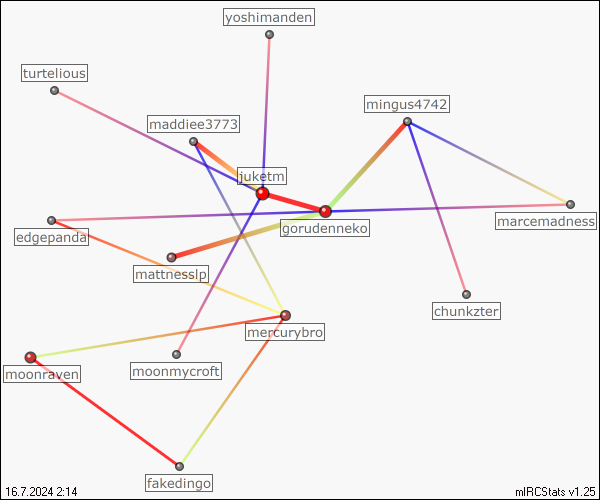 yoshimanden
turtelious
mingus4742
maddiee3773
juketm
marcemadness
gorudenneko
edgepanda
mattnesslp
chunkzter
mercurybro
moonraven
moonmycroft
fakedingo
16.7.2024 2:14
mIRCStats v1.25